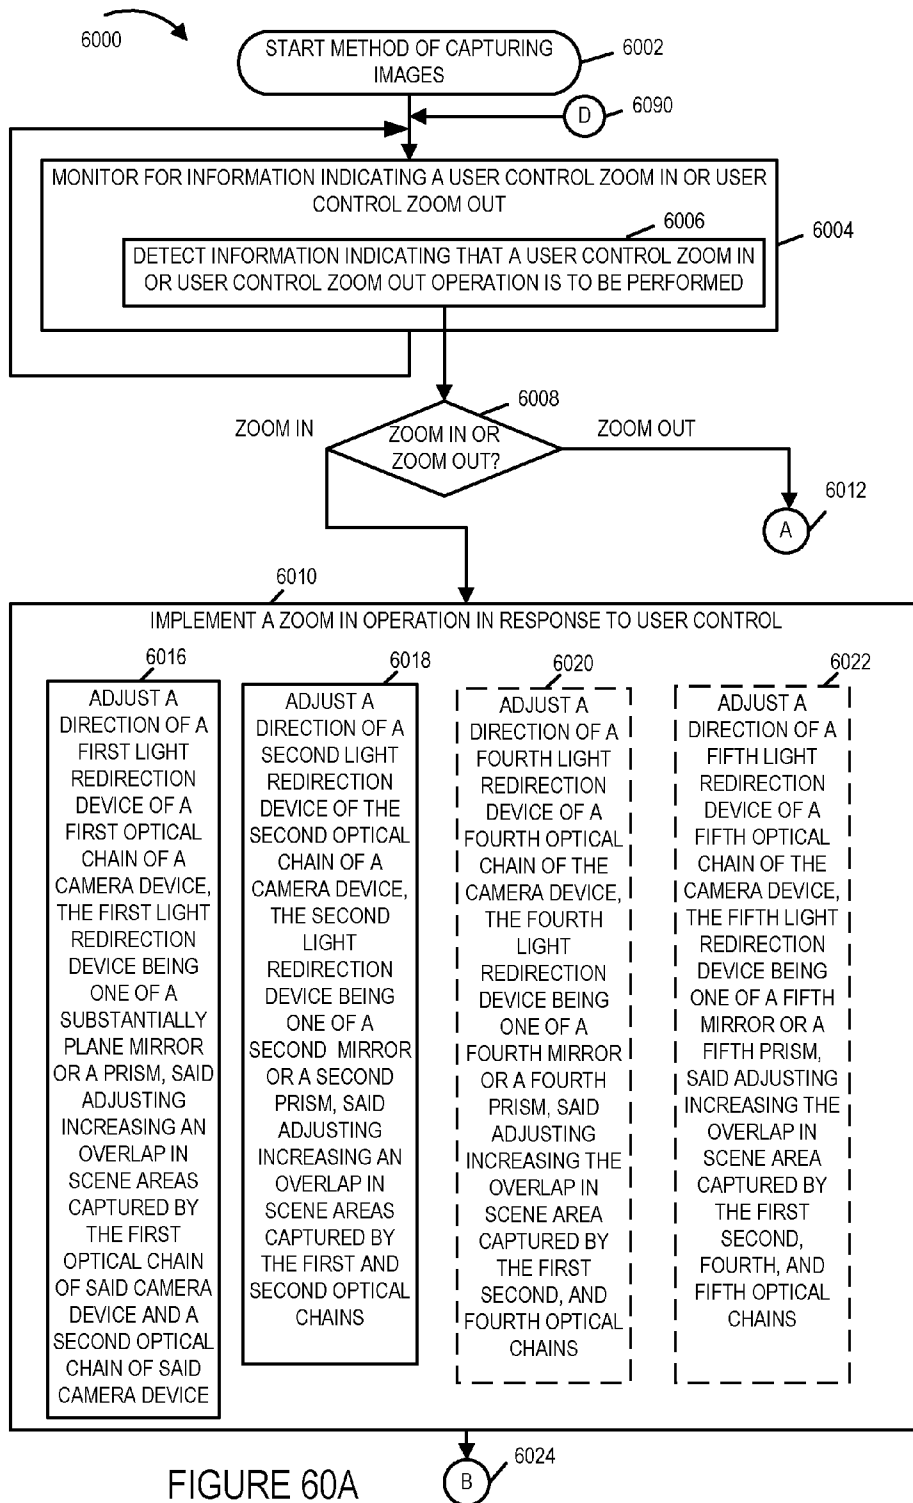 6000
START METHOD OF CAPTURING
IMAGES
6002
D
6090
MONITOR FOR INFORMATION INDICATING A USER CONTROL ZOOM IN OR USER
CONTROL ZOOM OUT
6004
6006
DETECT INFORMATION INDICATING THAT A USER CONTROL ZOOM IN
OR USER CONTROL ZOOM OUT OPERATION IS TO BE PERFORMED
6008
ZOOM IN
ZOOM IN OR
ZOOM OUT?
ZOOM OUT
A
6012
6010
IMPLEMENT A ZOOM IN OPERATION IN RESPONSE TO USER CONTROL
6016
ADJUST A
DIRECTION OF A
FIRST LIGHT
REDIRECTION
DEVICE OF A
FIRST OPTICAL
CHAIN OF A
CAMERA DEVICE,
THE FIRST LIGHT
REDIRECTION
DEVICE BEING
ONE OF A
SUBSTANTIALLY
PLANE MIRROR
OR A PRISM, SAID
ADJUSTING
INCREASING AN
OVERLAP IN
SCENE AREAS
CAPTURED BY
THE FIRST
OPTICAL CHAIN
OF SAID CAMERA
DEVICE AND A
SECOND OPTICAL
CHAIN OF SAID
CAMERA DEVICE
6018
ADJUST A
DIRECTION OF A
SECOND LIGHT
REDIRECTION
DEVICE OF THE
SECOND OPTICAL
CHAIN OF A
CAMERA DEVICE,
THE SECOND
LIGHT
REDIRECTION
DEVICE BEING
ONE OF A
SECOND MIRROR
OR A SECOND
PRISM, SAID
ADJUSTING
INCREASING AN
OVERLAP IN
SCENE AREAS
CAPTURED BY
THE FIRST AND
SECOND OPTICAL
CHAINS
6020
ADJUST A
DIRECTION OF A
FOURTH LIGHT
REDIRECTION
DEVICE OF A
FOURTH OPTICAL
CHAIN OF THE
CAMERA DEVICE,
THE FOURTH
LIGHT
REDIRECTION
DEVICE BEING
ONE OF A
FOURTH MIRROR
OR A FOURTH
PRISM, SAID
ADJUSTING
INCREASING THE
OVERLAP IN
SCENE AREA
CAPTURED BY
THE FIRST
SECOND, AND
FOURTH OPTICAL
CHAINS
6022
ADJUST A
DIRECTION OF A
FIFTH LIGHT
REDIRECTION
DEVICE OF A
FIFTH OPTICAL
CHAIN OF THE
CAMERA DEVICE,
THE FIFTH LIGHT
REDIRECTION
DEVICE BEING
ONE OF A FIFTH
MIRROR OR A
FIFTH PRISM,
SAID ADJUSTING
INCREASING THE
OVERLAP IN
SCENE AREA
CAPTURED BY
THE FIRST
SECOND,
FOURTH, AND
FIFTH OPTICAL
CHAINS
B
6024
FIGURE 60A